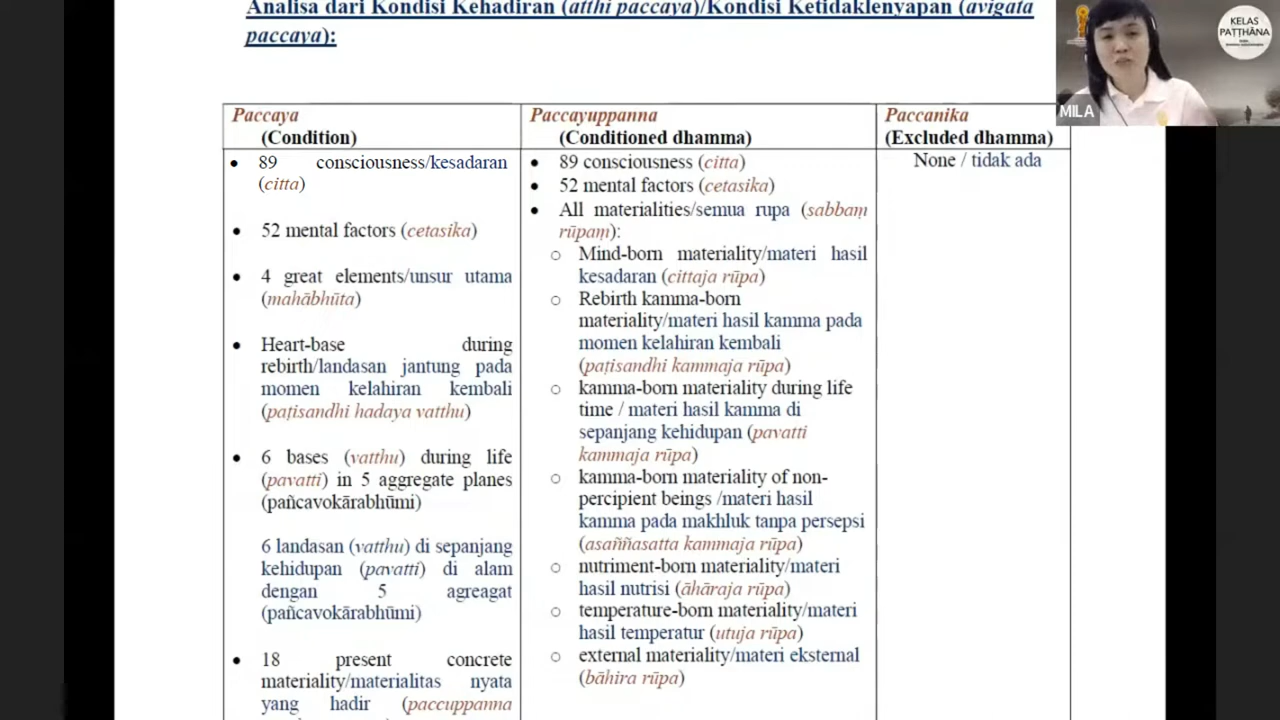 Analisa dari Kondisi Kehadiran (atthi paccaya)/Kondisi Ketidaklenyapan (avigata
paccaya):
KELAS
PAṬṬHĀNA
MILA
Paccaya
(Condition)
Paccayuppanna
(Conditioned dhamma)
Paccanika
(Excluded dhamma)
• 89 consciousness/kesadaran
(citta)
• 52 mental factors (cetasika)
• 4 great elements/unsur utama
(mahābhūta)
• Heart-base during
rebirth/landasan jantung pada
momen kelahiran kembali
(paṭisandhi hadaya vatthu)
• 6 bases (vatthu) during life
(pavatti) in 5 aggregate planes
(pañcavokārabhūmi)
6 landasan (vatthu) di sepanjang
kehidupan (pavatti) di alam
dengan 5 agreagat
(pañcavokārabhūmi)
• 18 present concrete
materiality/materialitas nyata
yang hadir (paccuppanna
• 89 consciousness (citta)
• 52 mental factors (cetasika)
• All materialities/semua rupa (sabbaṃ
rūpaṃ):
o Mind-born materiality/materi hasil
kesadaran (cittaja rūpa)
o Rebirth kamma-born
materiality/materi hasil kamma pada
momen kelahiran kembali
(paṭisandhi kammaja rūpa)
o kamma-born materiality during life
time / materi hasil kamma di
sepanjang kehidupan (pavatti
kammaja rūpa)
o kamma-born materiality of non-
percipient beings /materi hasil
kamma pada makhluk tanpa persepsi
(asaññasatta kammaja rūpa)
o nutriment-born materiality/materi
hasil nutrisi (āhāraja rūpa)
o temperature-born materiality/materi
hasil temperatur (utuja rūpa)
o external materiality/materi eksternal
(bāhira rūpa)
None / tidak ada